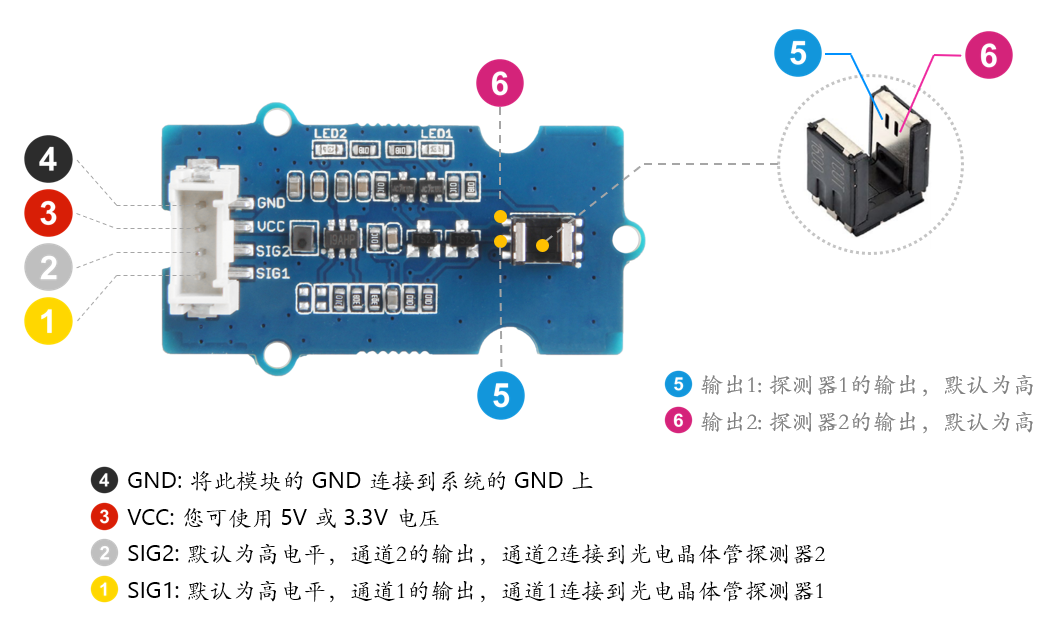 5
6
6
4
3
2
1
LED2
LED1
GND
VCC
SIG2
SIG1
5
5 输出1: 探测器1的输出，默认为高
6 输出2: 探测器2的输出，默认为高
4 GND: 将此模块的 GND 连接到系统的 GND 上
3 VCC: 您可使用 5V 或 3.3V 电压
2 SIG2: 默认为高电平，通道2的输出，通道2连接到光电晶体管探测器2
1 SIG1: 默认为高电平，通道1的输出，通道1连接到光电晶体管探测器1